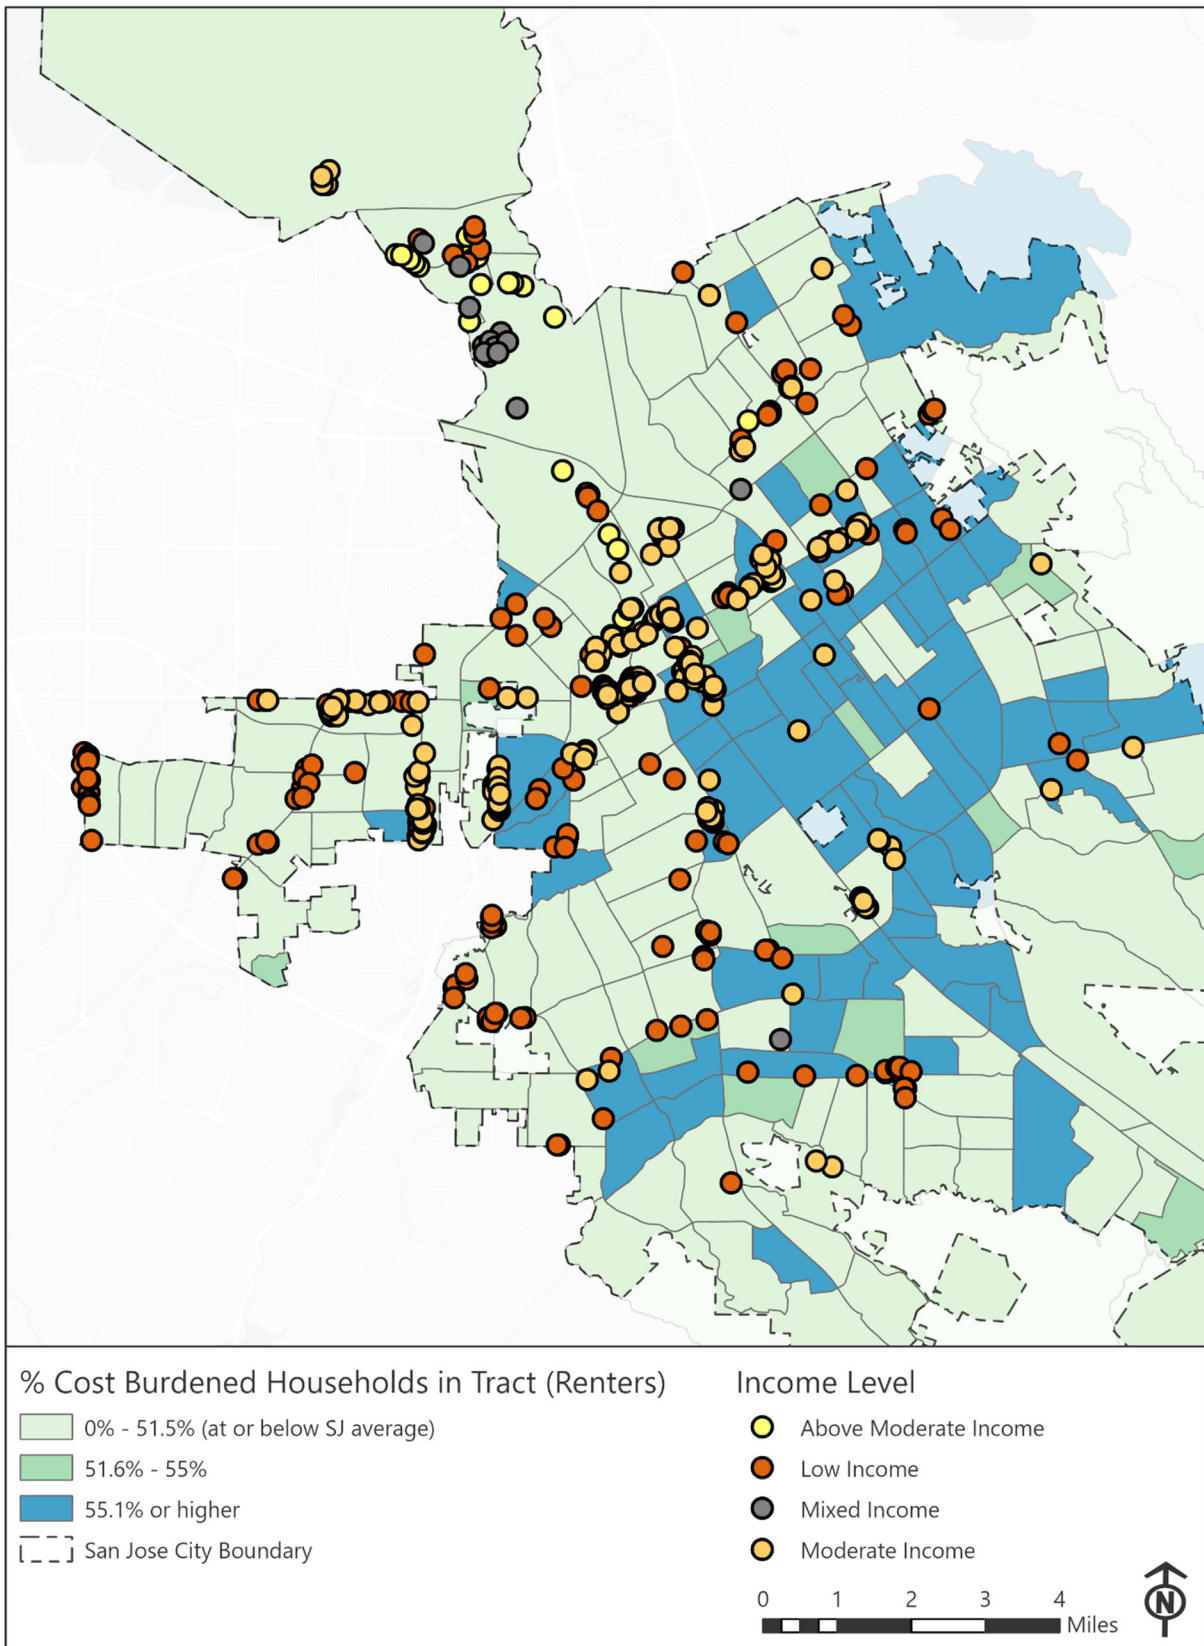 % Cost Burdened Households in Tract (Renters)
0% - 51.5% (at or below SJ average)
51.6% - 55%
55.1% or higher
San Jose City Boundary
Income Level
Above Moderate Income
Low Income
Mixed Income
Moderate Income
0 1 2 3 4
Miles
N